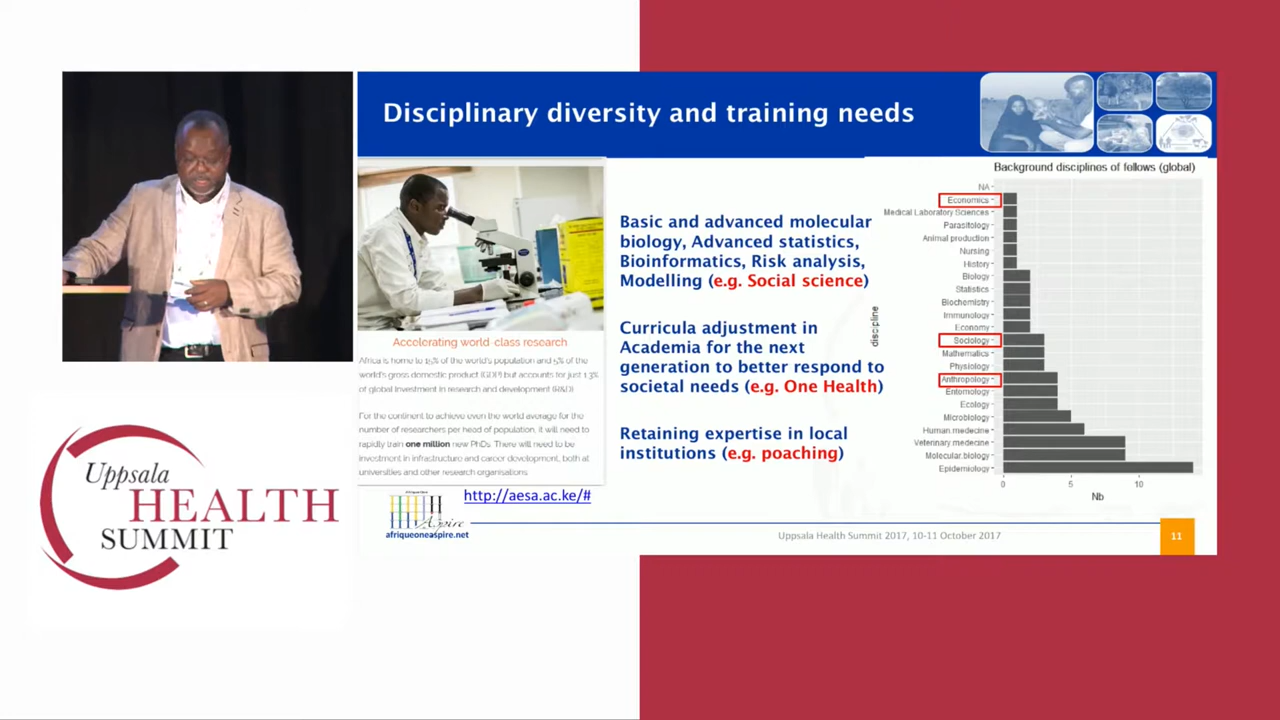 Disciplinary diversity and training needs
Accelerating world-class research
Africa is home to 15% of the world's population and 5% of the
world's gross domestic product (GDP) but accounts for just 1.3%
of global investment in research and development (R&D).
For the continent to achieve even the world average for the
number of researchers per head of population, it will need to
rapidly train one million new PhDs. There will need to be
investment in infrastructure and career development, both at
universities and other research organisations
http://aesa.ac.ke/#
Aspire
afriqueoneaspire.net
Basic and advanced molecular
biology, Advanced statistics,
Bioinformatics, Risk analysis,
Modelling (e.g. Social science)
Curricula adjustment in
Academia for the next
generation to better respond to
societal needs (e.g. One Health)
Retaining expertise in local
institutions (e.g. poaching)
Background disciplines of fellows (global)
discipline
NA
Economics
Medical Laboratory Sciences
Parasitology
Animal production
Nursing
History
Biology
Statistics
Biochemistry
Immunology
Economy
Sociology
Mathematics
Physiology
Anthropology
Entomology
Ecology
Microbiology
Human.medecine
Veterinary.medecine
Molecular.biology
Epidemiology
0 5 10
Nb
Uppsala Health Summit 2017, 10-11 October 2017
11
Uppsala
HEALTH
SUMMIT